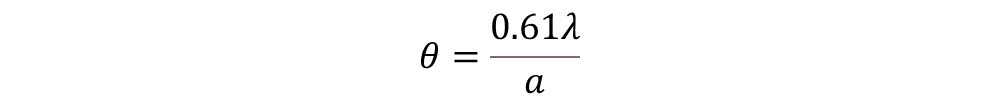 θ = 0.61λ / a